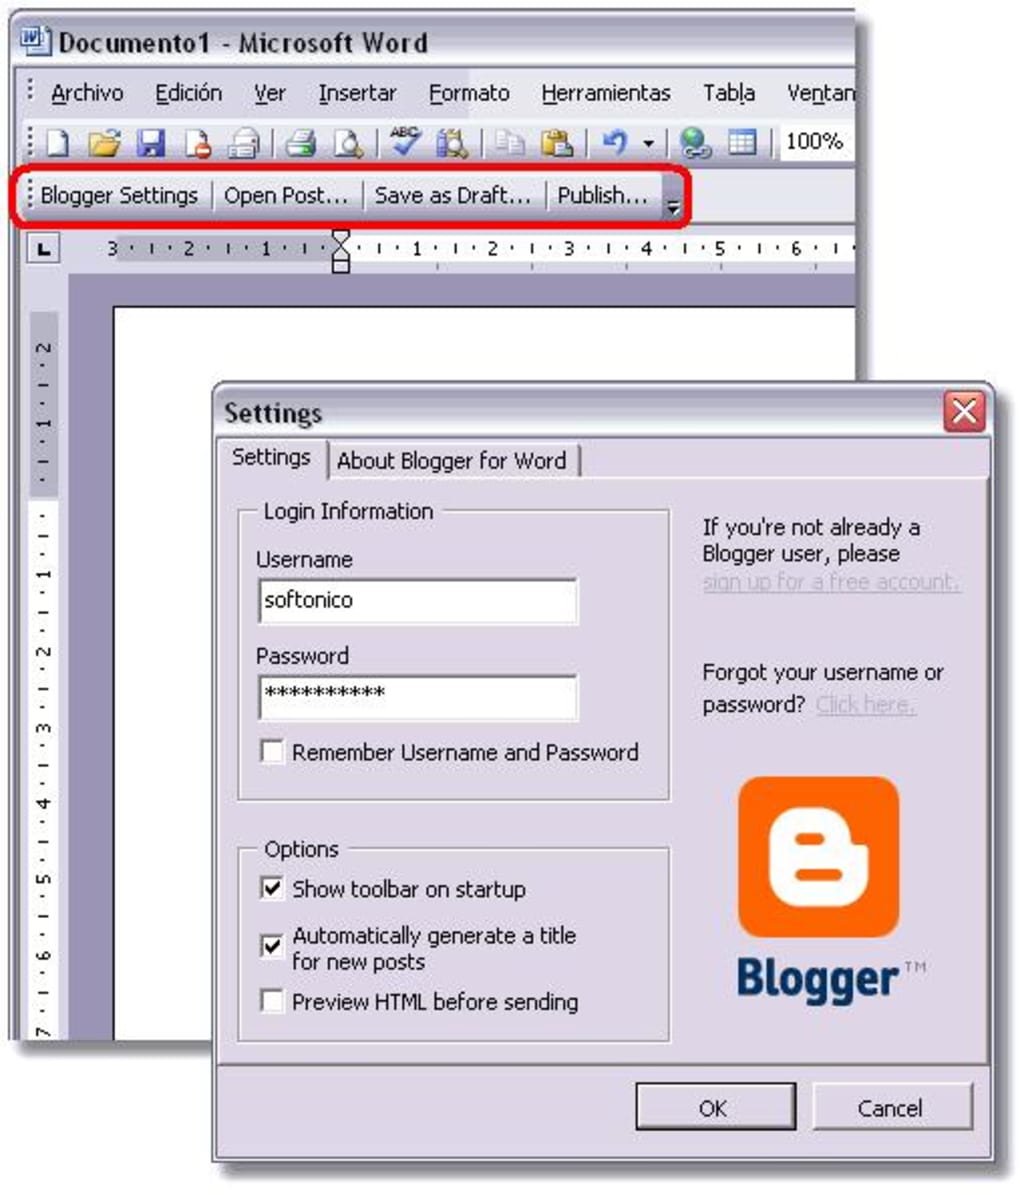 Documento1 - Microsoft Word
Archivo Edición Ver Insertar Formato Herramientas Tabla Ventan
ABC 100%
Blogger Settings Open Post... Save as Draft... Publish...
L 3 2 1 1 2 3 4 5 6
2
1
1
2
3
4
5
6
7
Settings
Settings About Blogger for Word
Login Information
Username
softonico
Password
**********
Remember Username and Password
If you're not already a
Blogger user, please
sign up for a free account.
Forgot your username or
password? Click here.
Options
Show toolbar on startup
Automatically generate a title
for new posts
Preview HTML before sending
Blogger™
OK Cancel